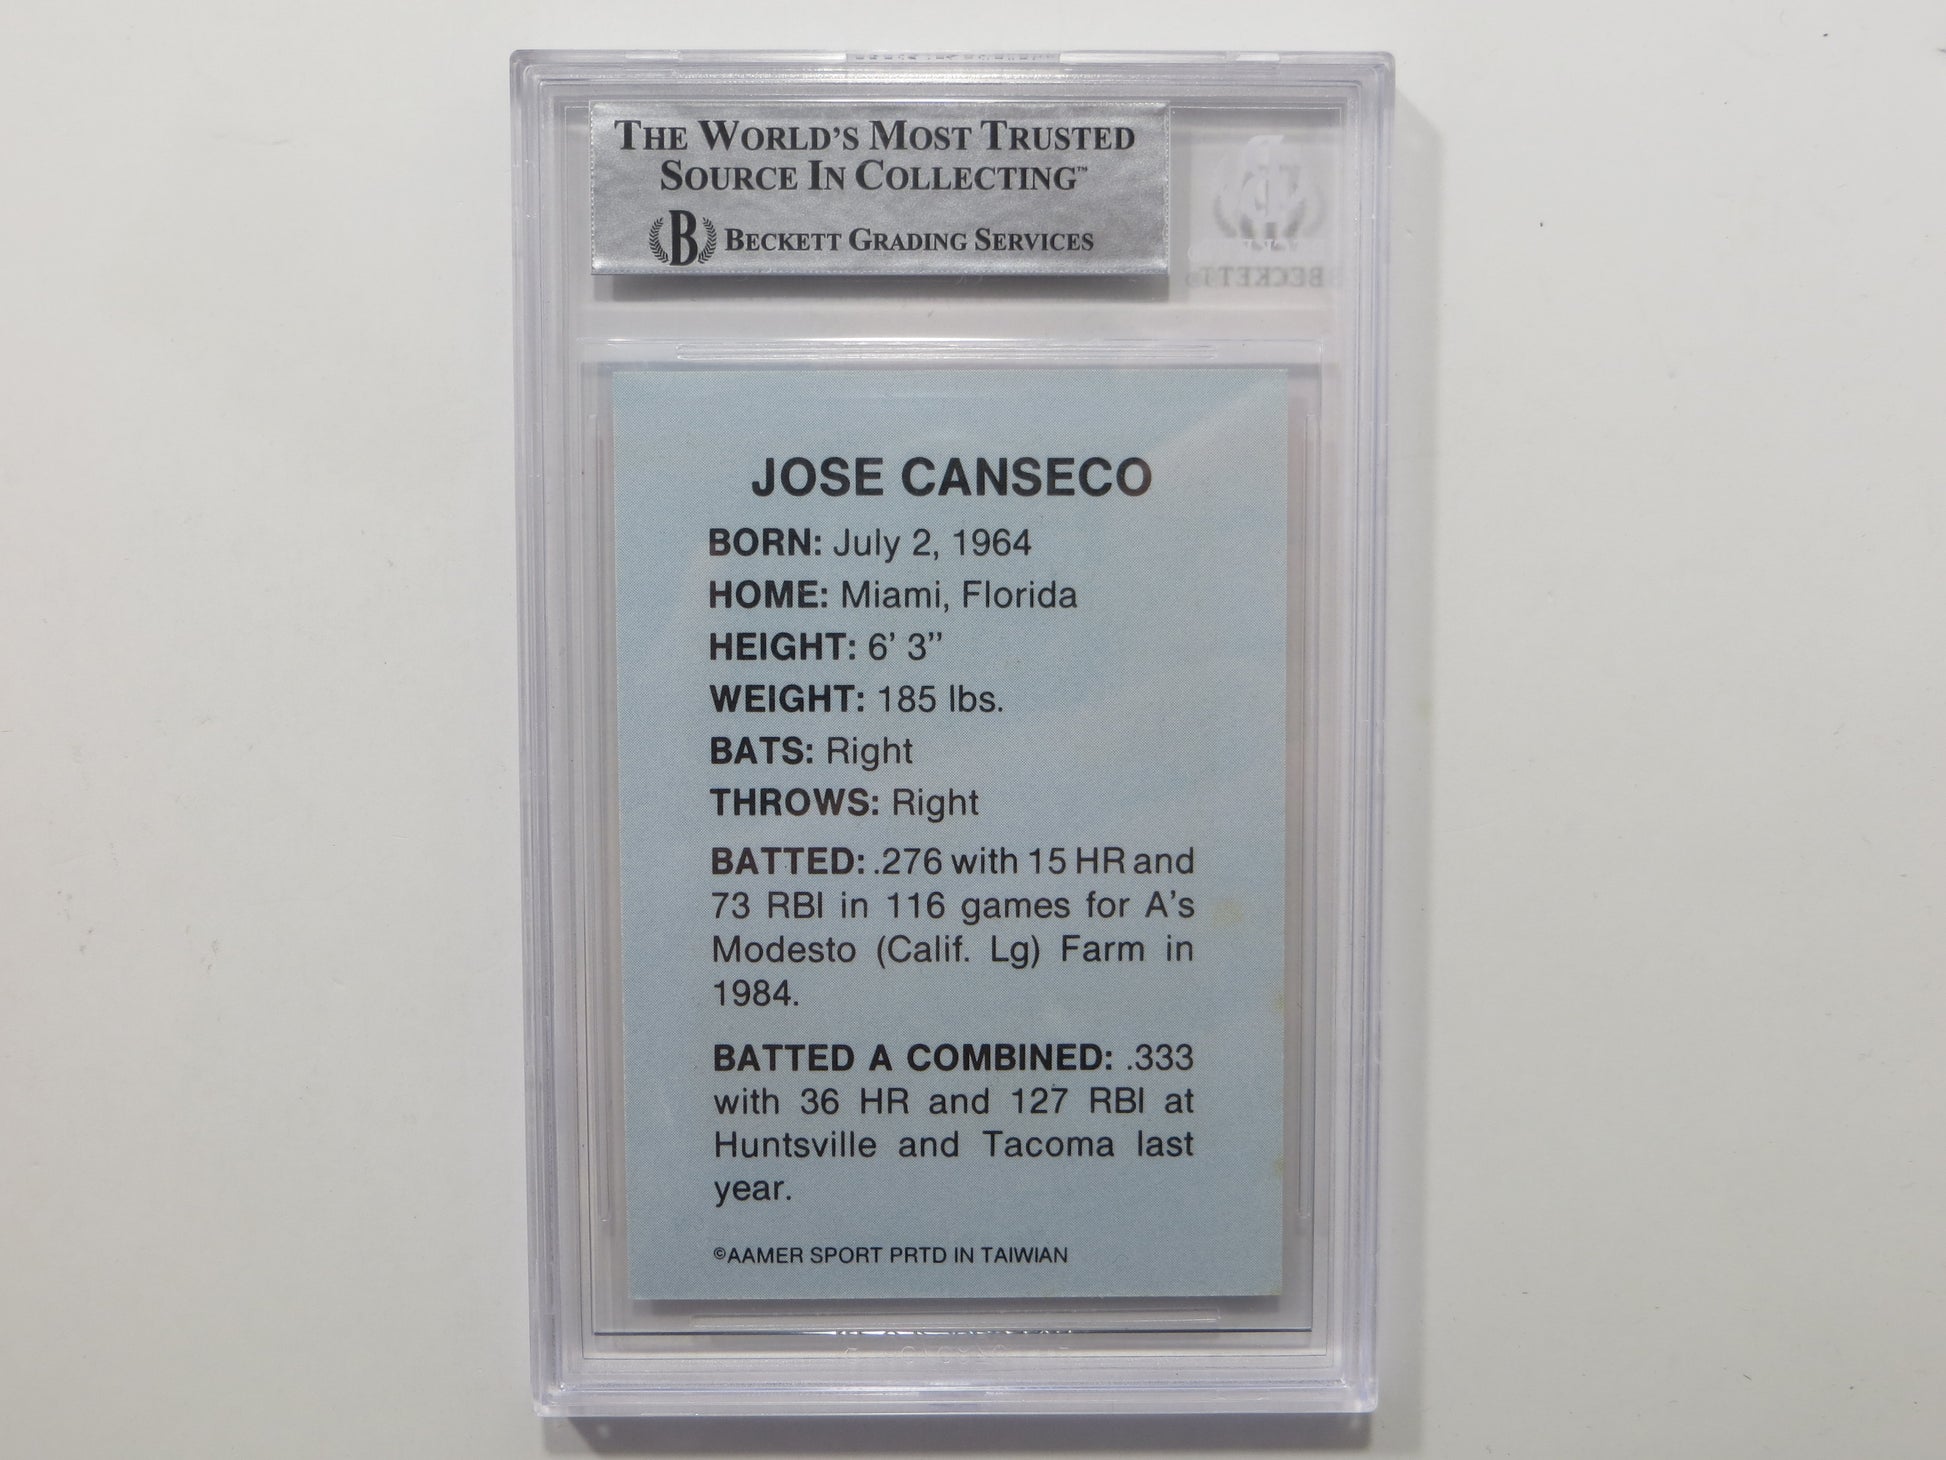 THE WORLD'S MOST TRUSTED
SOURCE IN COLLECTING™
B BECKETT GRADING SERVICES
BECKETT
JOSE CANSECO
BORN: July 2, 1964
HOME: Miami, Florida
HEIGHT: 6' 3"
WEIGHT: 185 lbs.
BATS: Right
THROWS: Right
BATTED: .276 with 15 HR and
73 RBI in 116 games for A's
Modesto (Calif. Lg) Farm in
1984.
BATTED A COMBINED: .333
with 36 HR and 127 RBI at
Huntsville and Tacoma last
year.
©AAMER SPORT PRTD IN TAIWIAN